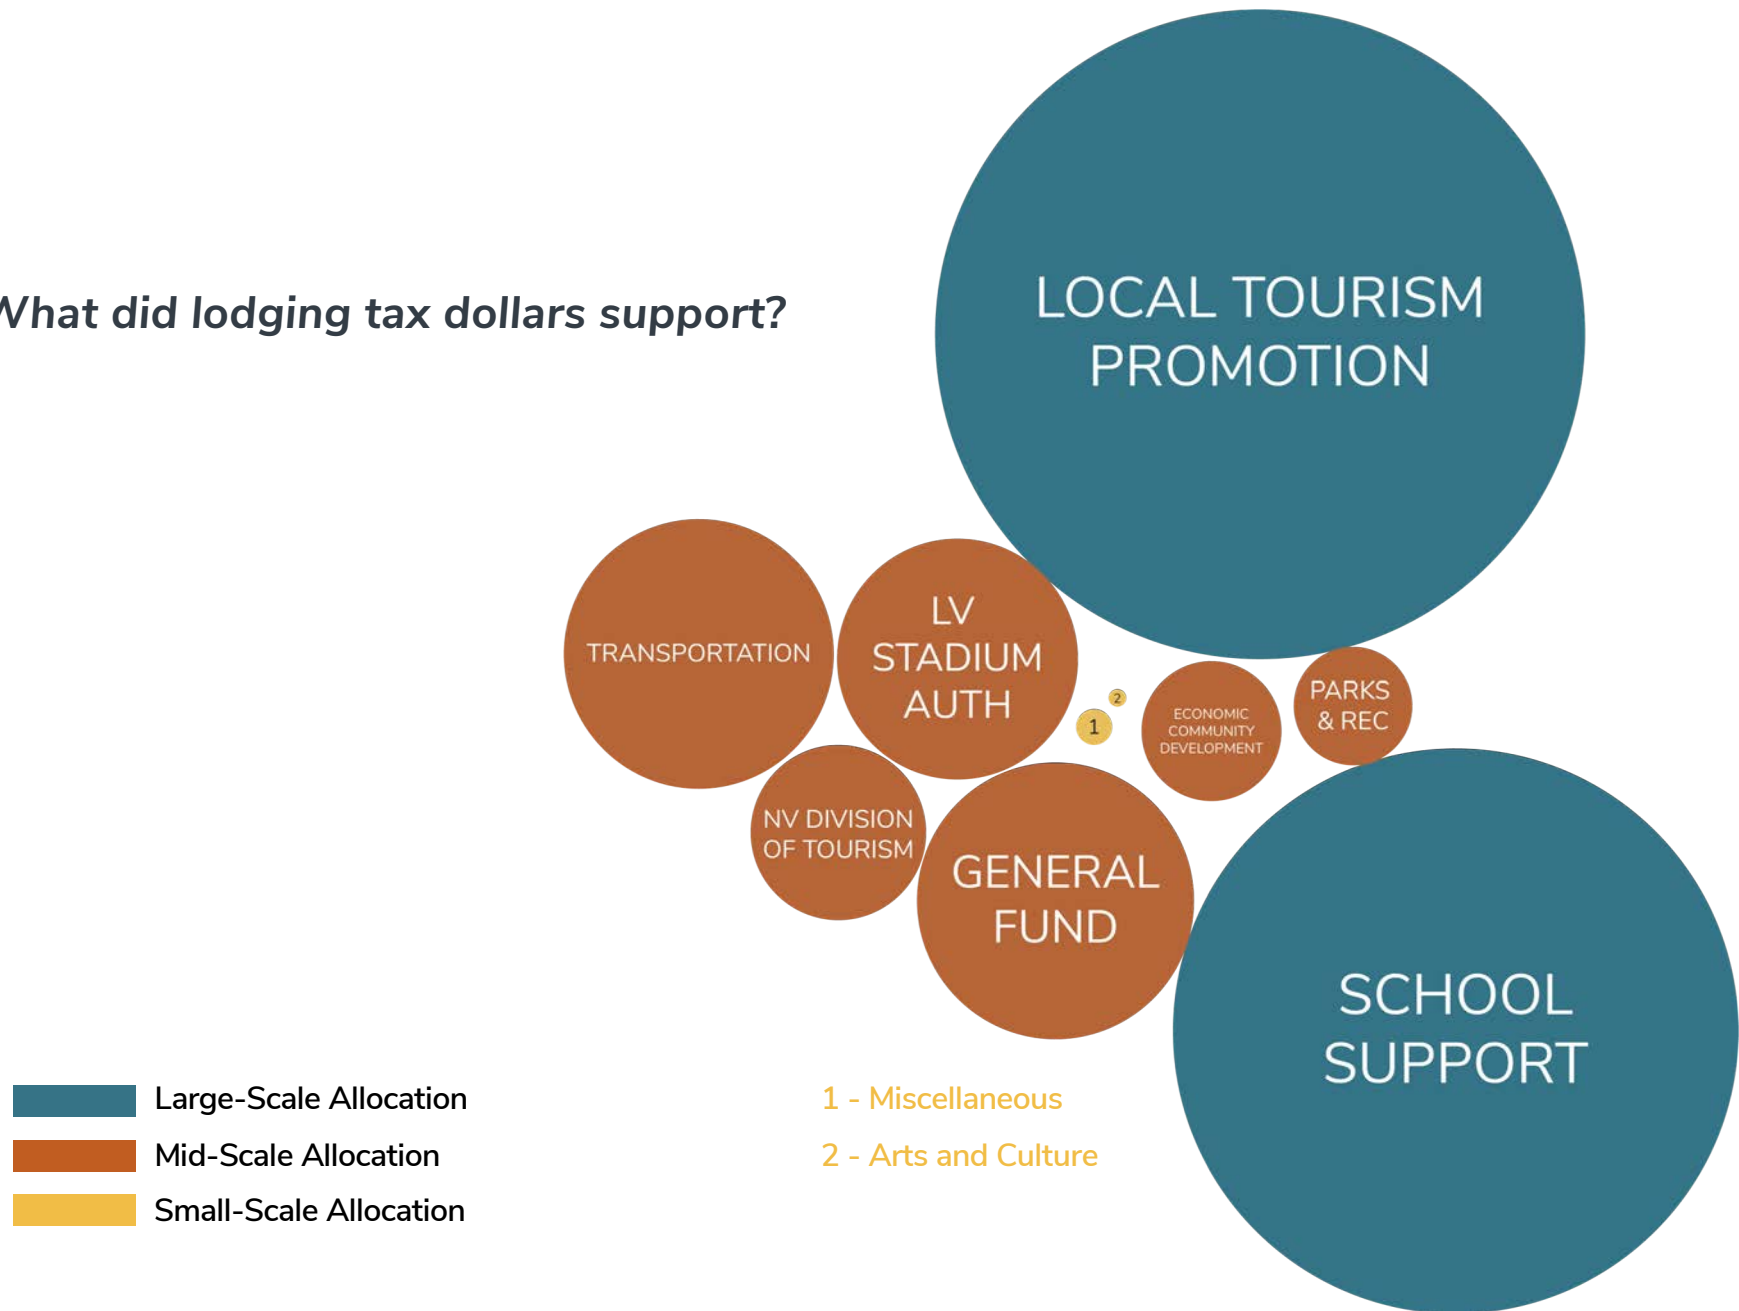 What did lodging tax dollars support?
LOCAL TOURISM
PROMOTION
TRANSPORTATION
LV
STADIUM
AUTH
2
1
ECONOMIC
COMMUNITY
DEVELOPMENT
PARKS
& REC
NV DIVISION
OF TOURISM
GENERAL
FUND
SCHOOL
SUPPORT
Large-Scale Allocation
Mid-Scale Allocation
Small-Scale Allocation
1 - Miscellaneous
2 - Arts and Culture